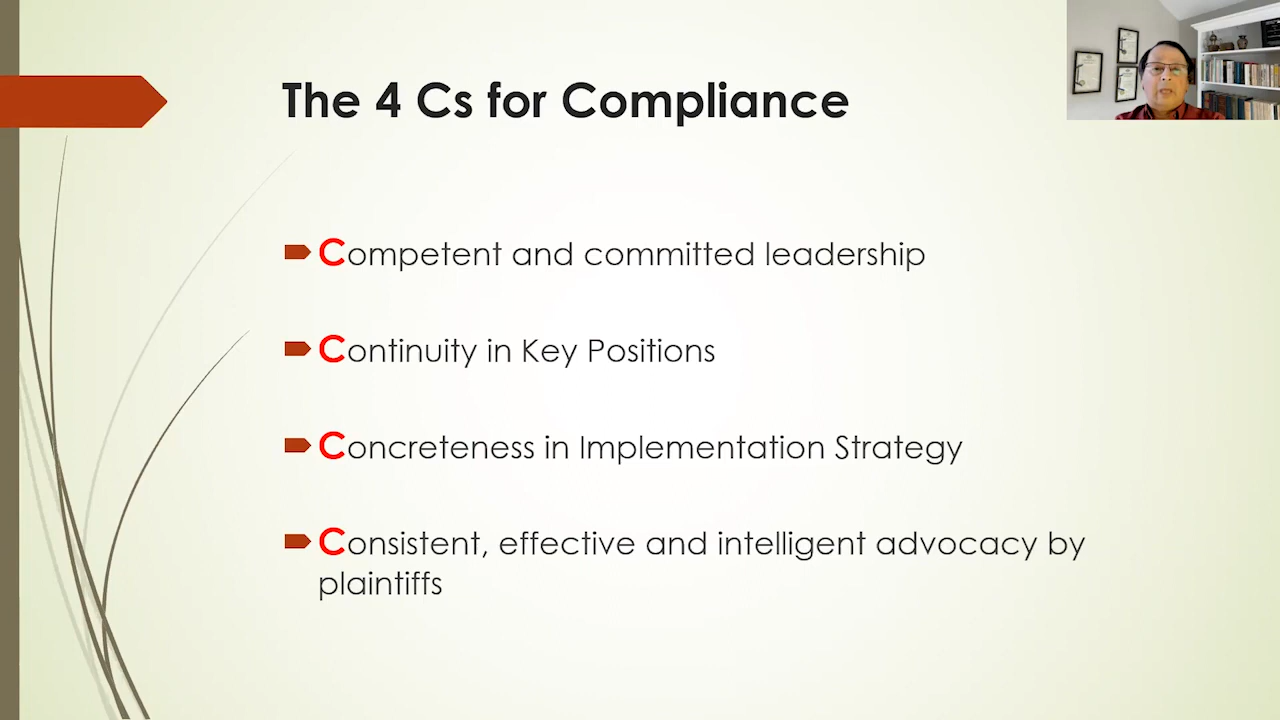 The 4 Cs for Compliance
Competent and committed leadership
Continuity in Key Positions
Concreteness in Implementation Strategy
Consistent, effective and intelligent advocacy by
plaintiffs